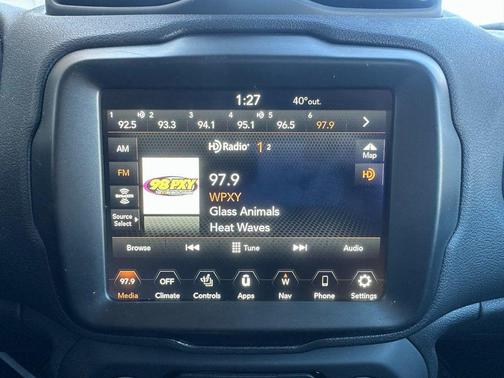 1:27 40°out.
1 2 3 4 5 6
92.5 93.3 94.1 95.1 96.5 97.9
AM HD Radio 1 2 Map
FM 98PXY 97.9 HD
WPXY
Glass Animals
Source Select
Heat Waves
Browse Tune Audio
97.9 OFF W
Media Climate Controls Apps Nav Phone Settings